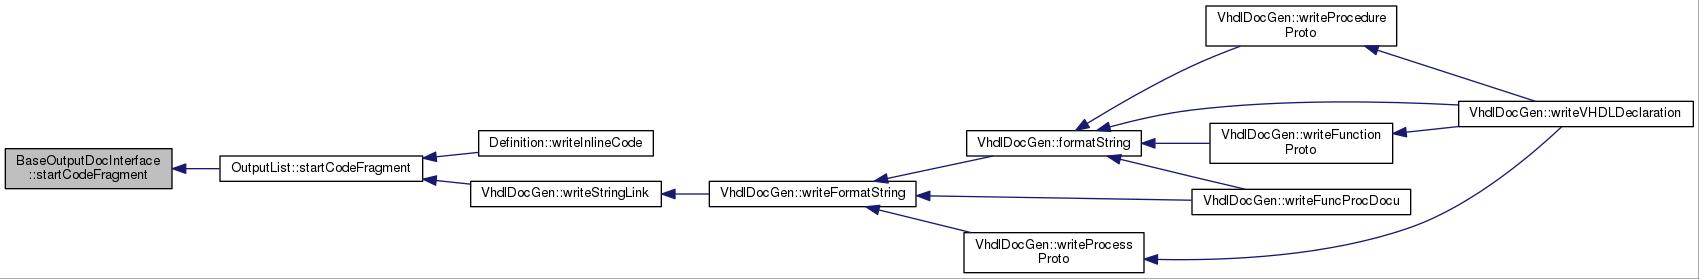 BaseOutputDocInterface
::startCodeFragment
OutputList::startCodeFragment
Definition::writeInlineCode
VhdlDocGen::writeStringLink
VhdlDocGen::writeFormatString
VhdlDocGen::formatString
VhdlDocGen::writeProcess
Proto
VhdlDocGen::writeProcedure
Proto
VhdlDocGen::writeFunction
Proto
VhdlDocGen::writeFuncProcDocu
VhdlDocGen::writeVHDLDeclaration